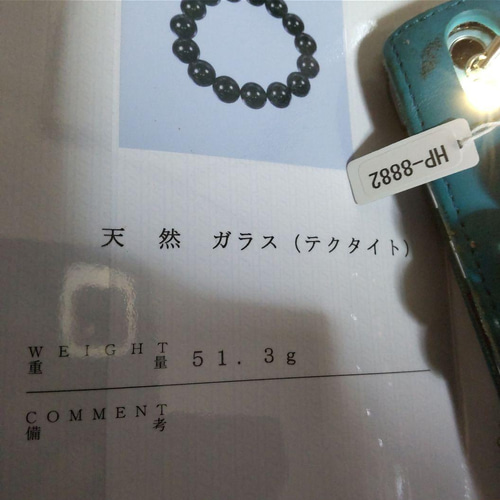 HP-8882
天然 ガラス (テクタイト)
WEIGHT
重量 51.3g
COMMENT
備考